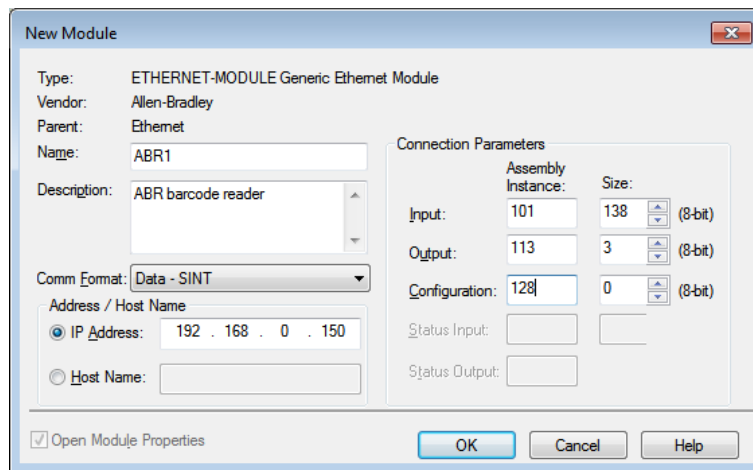 New Module
Type: ETHERNET-MODULE Generic Ethernet Module
Vendor: Allen-Bradley
Parent: Ethernet
Name: ABR1
Description: ABR barcode reader
Comm Format: Data - SINT
Address / Host Name
IP Address: 192 . 168 . 0 . 150
Host Name:
Connection Parameters
Assembly
Instance: Size:
Input: 101 138 (8-bit)
Output: 113 3 (8-bit)
Configuration: 128 0 (8-bit)
Status Input:
Status Output:
Open Module Properties
OK Cancel Help